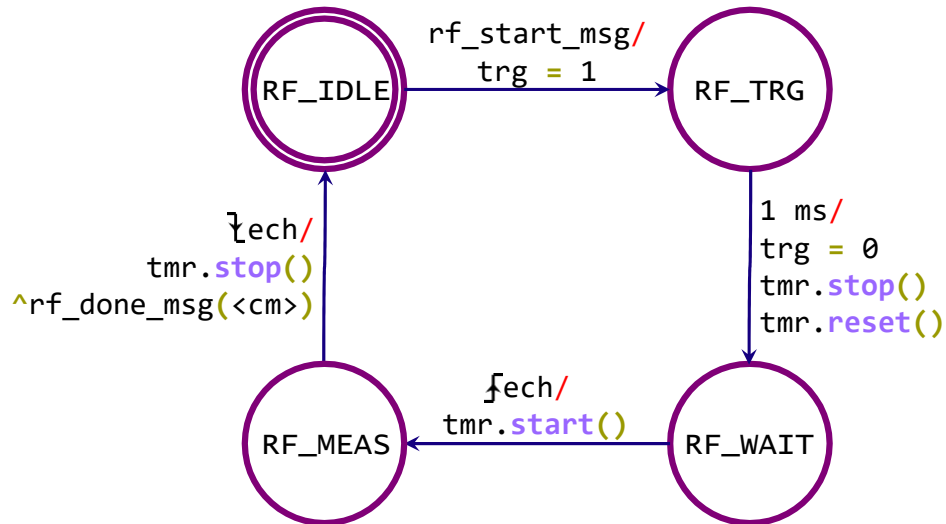 rf_start_msg/
trg = 1
RF_IDLE
RF_TRG
1 ms/
trg = 0
tmr.stop()
tmr.reset()
ech/
tmr.stop()
^rf_done_msg(<cm>)
ech/
tmr.start()
RF_MEAS
RF_WAIT